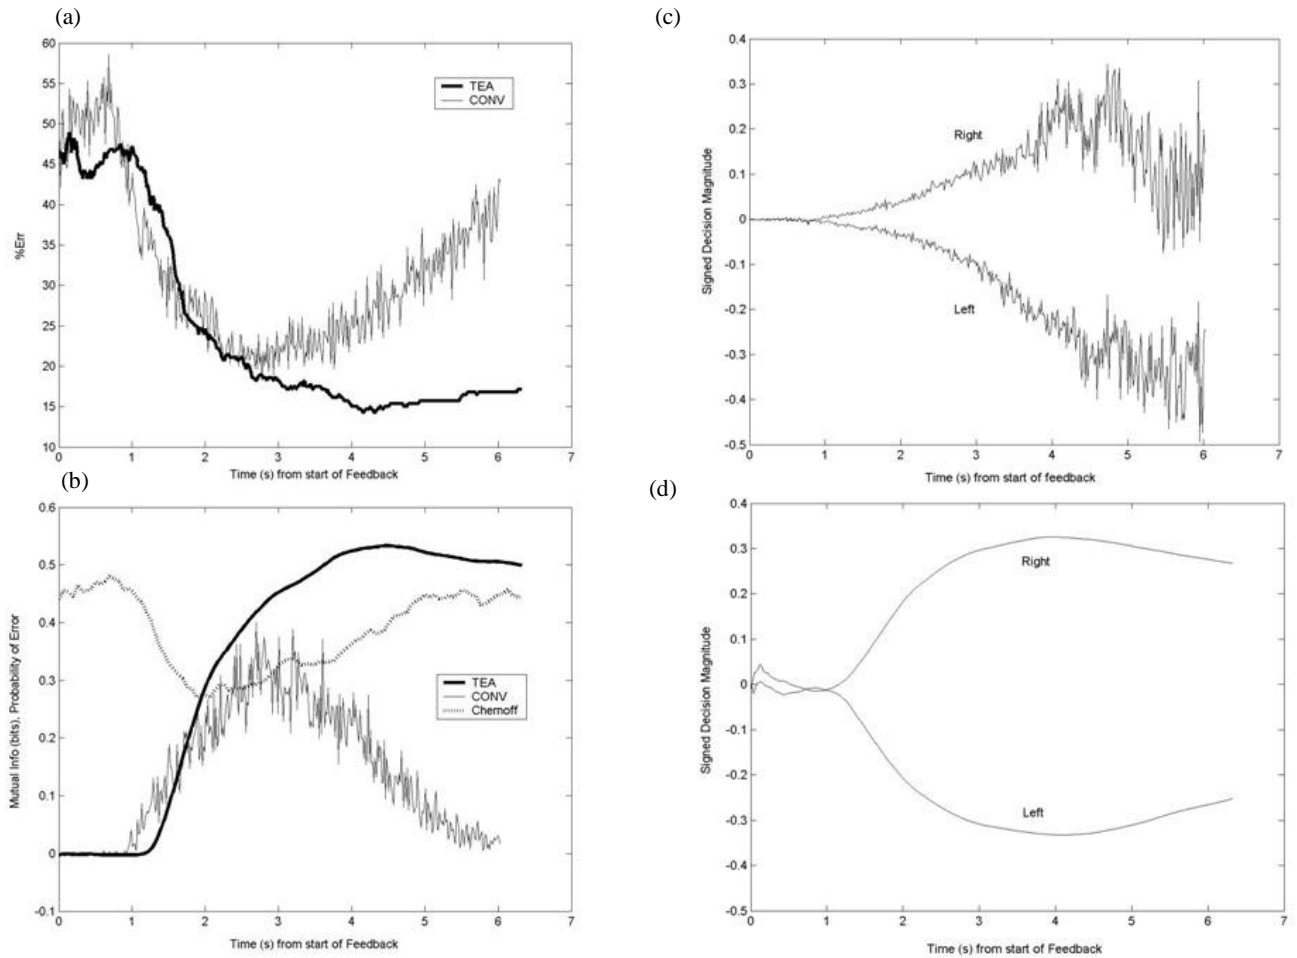 (a)
60
55
50
45
40
35
30
25
20
15
10
%Err
TEA
CONV
0 1 2 3 4 5 6 7
Time (s) from start of Feedback
(b)
0.6
0.5
0.4
0.3
0.2
0.1
0
-0.1
Mutual Info (bits), Probability of Error
TEA
CONV
Chernoff
0 1 2 3 4 5 6 7
Time (s) from start of Feedback
(c)
0.4
0.3
0.2
0.1
0
-0.1
-0.2
-0.3
-0.4
-0.5
Signed Decision Magnitude
Right
Left
0 1 2 3 4 5 6 7
Time (s) from start of feedback
(d)
0.4
0.3
0.2
0.1
0
-0.1
-0.2
-0.3
-0.4
-0.5
Signed Decision Magnitude
Right
Left
0 1 2 3 4 5 6 7
Time (s) from start of Feedback